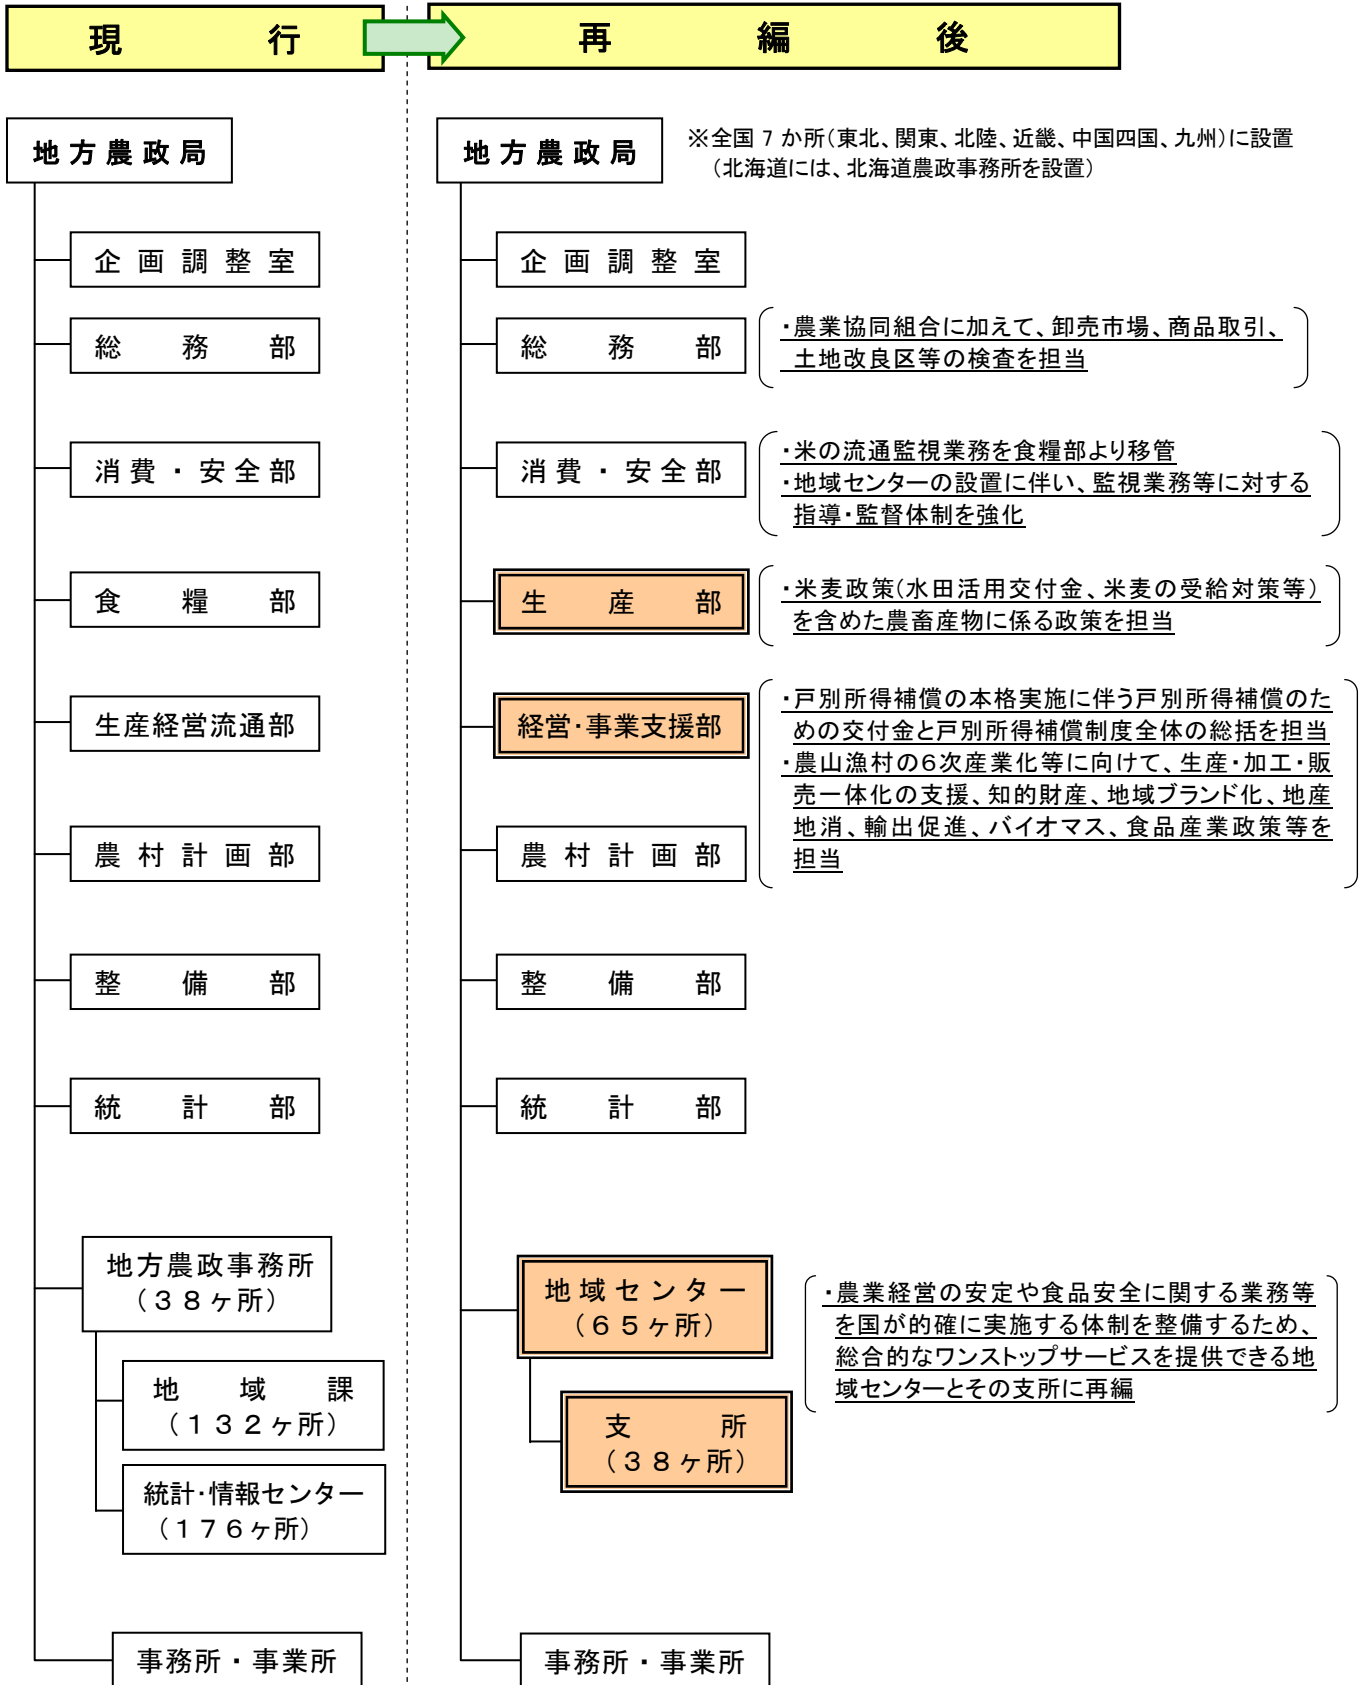 現行
再編後
地方農政局
企画調整室
総務部
消費・安全部
食糧部
生産経営流通部
農村計画部
整備部
統計部
地方農政事務所
（３８ヶ所）
地域課
（１３２ヶ所）
統計・情報センター
（１７６ヶ所）
事務所・事業所
地方農政局
※全国７か所（東北、関東、北陸、近畿、中国四国、九州）に設置
（北海道には、北海道農政事務所を設置）
企画調整室
総務部
・農業協同組合に加えて、卸売市場、商品取引、
土地改良区等の検査を担当
消費・安全部
・米の流通監視業務を食糧部より移管
・地域センターの設置に伴い、監視業務等に対する
指導・監督体制を強化
生産部
・米麦政策（水田活用交付金、米麦の受給対策等）
を含めた農畜産物に係る政策を担当
経営・事業支援部
・戸別所得補償の本格実施に伴う戸別所得補償のた
めの交付金と戸別所得補償制度全体の総括を担当
・農山漁村の６次産業化等に向けて、生産・加工・販
売一体化の支援、知的財産、地域ブランド化、地産
地消、輸出促進、バイオマス、食品産業政策等を
担当
農村計画部
整備部
統計部
地域センター
（６５ヶ所）
・農業経営の安定や食品安全に関する業務等
を国が的確に実施する体制を整備するため、
総合的なワンストップサービスを提供できる地
域センターとその支所に再編
支所
（３８ヶ所）
事務所・事業所